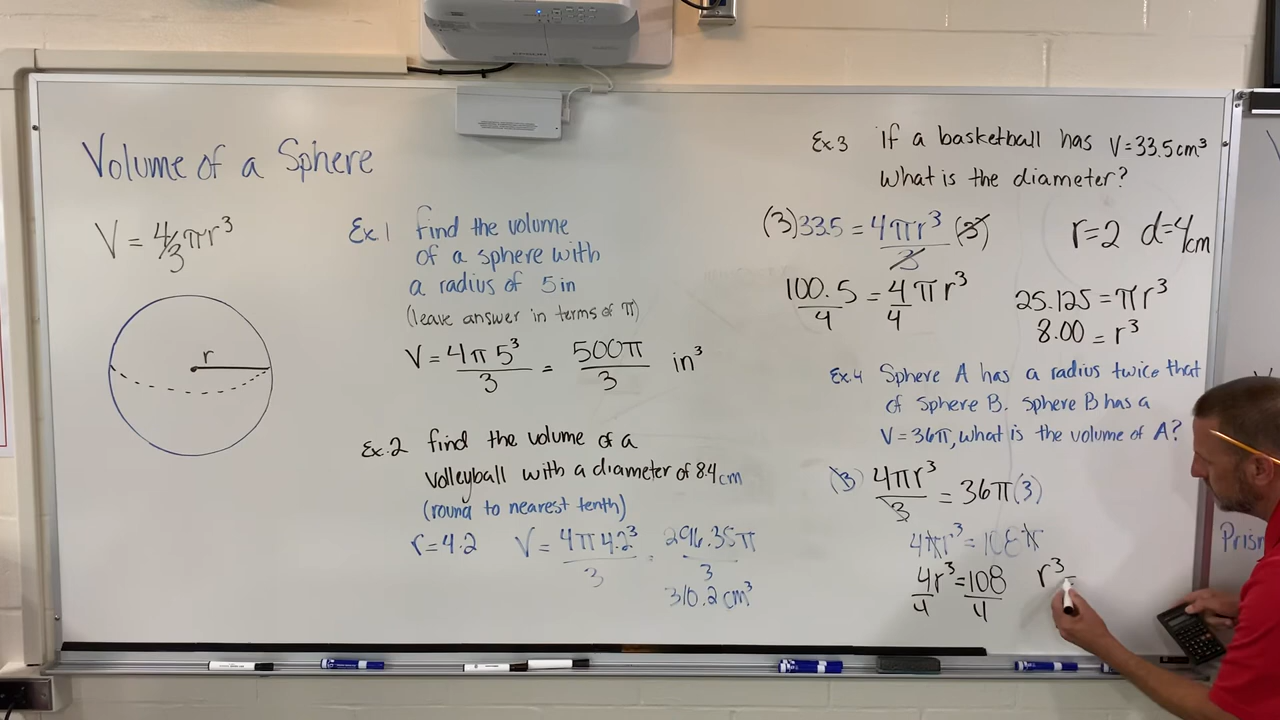 Volume of a Sphere
V = 4/3 πr³
r
Ex.1 find the volume
of a sphere with
a radius of 5 in
(leave answer in terms of π)
V = 4π 5³/3 = 500π/3 in³
Ex.2 find the volume of a
volleyball with a diameter of 8.4 cm
(round to nearest tenth)
r = 4.2 V = 4π 4.2³/3 = 296.35π/3
310.2 cm³
Ex.3 if a basketball has V = 33.5 cm³
What is the diameter?
(3) 33.5 = 4πr³/3 (3)
r = 2 d = 4 cm
100.5/4 = 4/4 πr³
25.125 = πr³
8.00 = r³
Ex.4 Sphere A has a radius twice that
of sphere B. Sphere B has a
V = 36π, what is the volume of A?
(3) 4πr³/3 = 36π (3)
4πr³ = 108π
4r³/4 = 108/4 r³ =
Prism